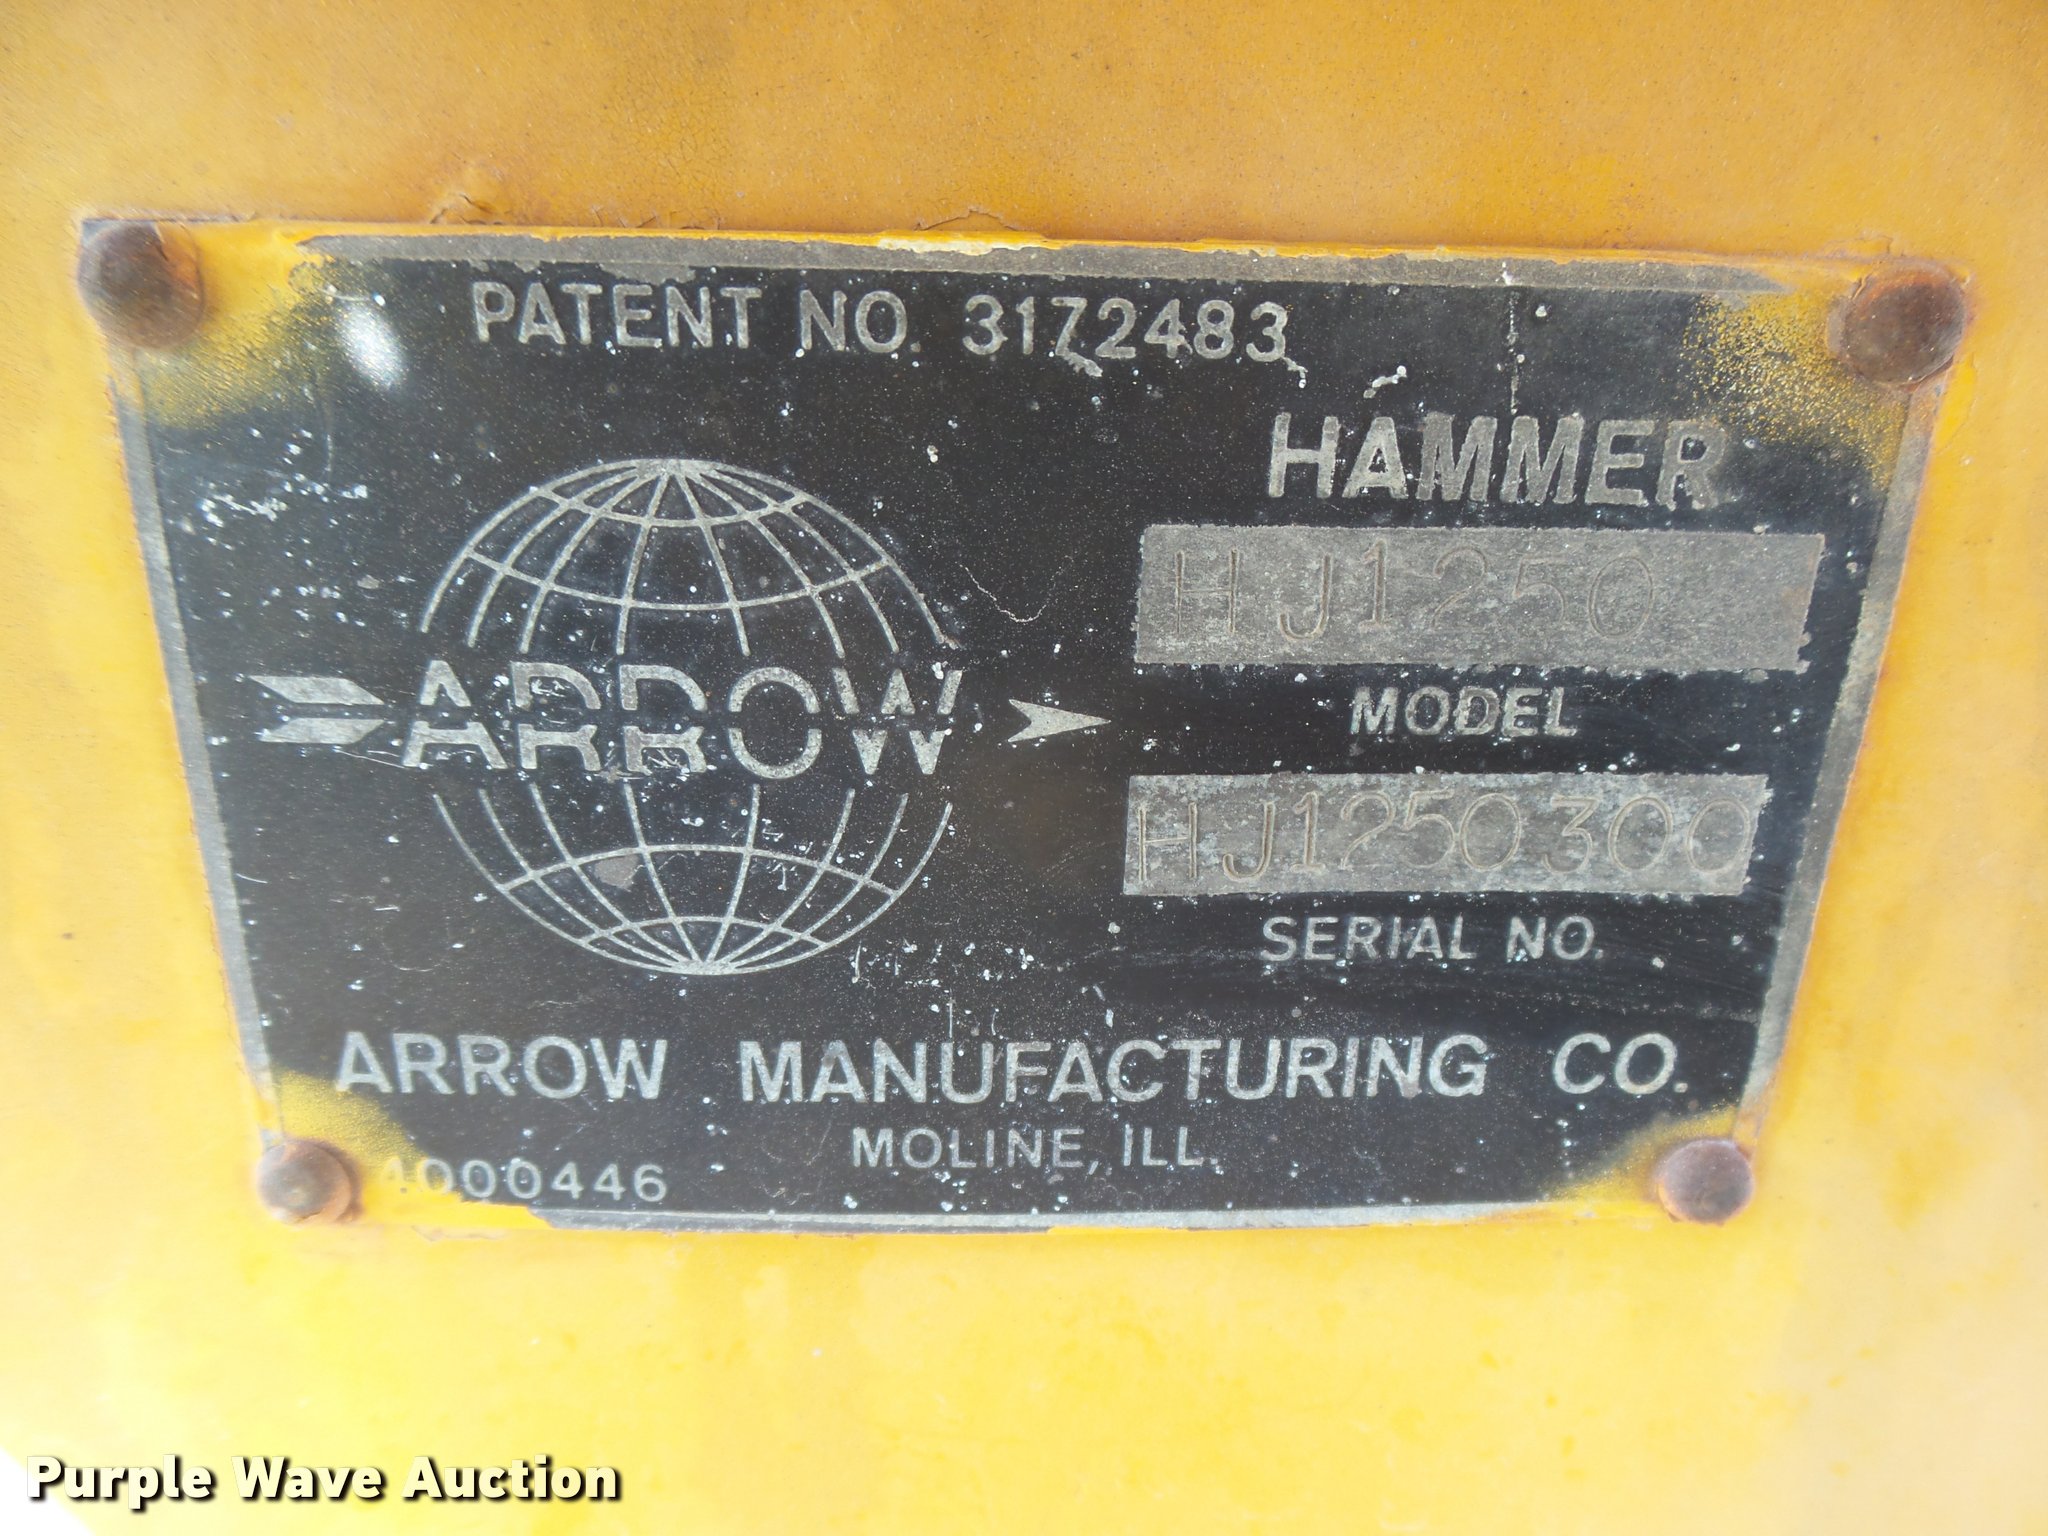 PATENT NO. 3172483
HAMMER
HJ1250
MODEL
ARROW
HJ1250300
SERIAL NO.
ARROW MANUFACTURING CO.
MOLINE, ILL.
4000446
Purple Wave Auction